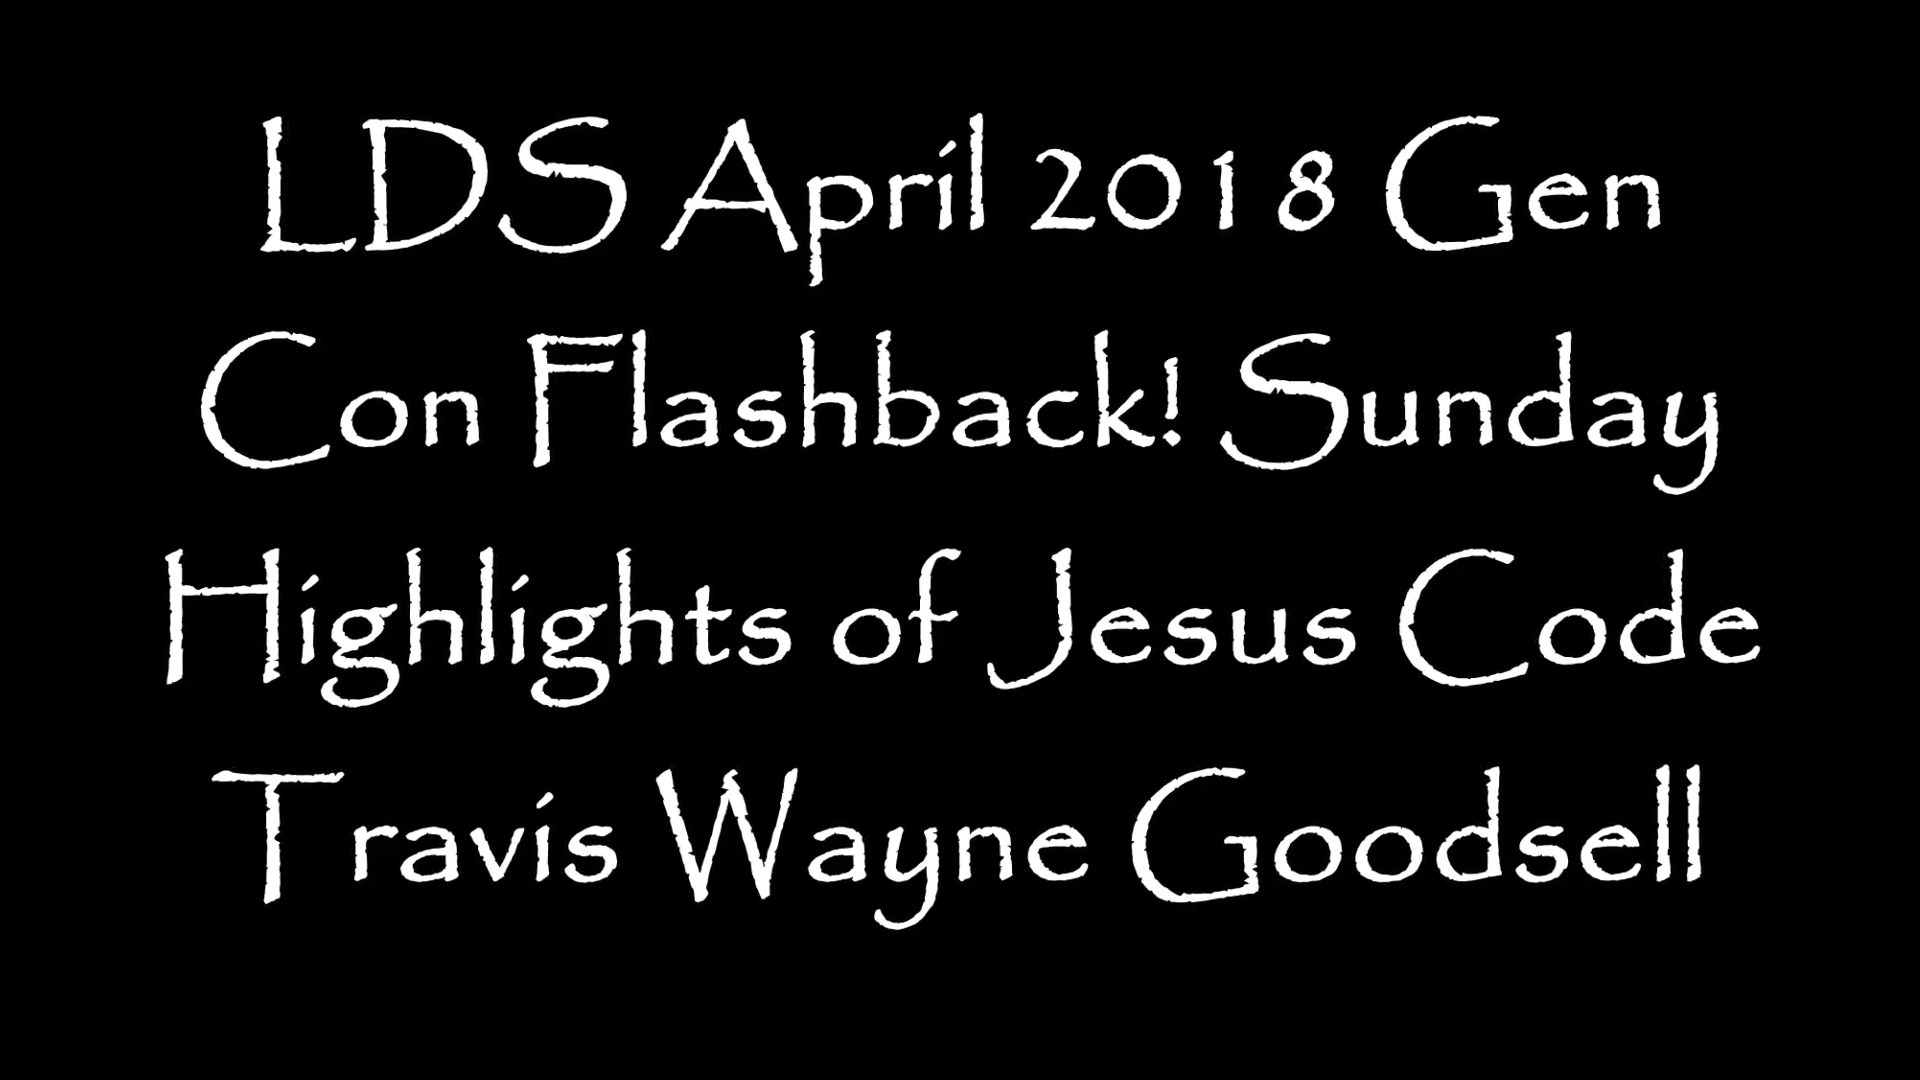 LDS April 2018 Gen
Con Flashback! Sunday
Highlights of Jesus Code
Travis Wayne Goodsell